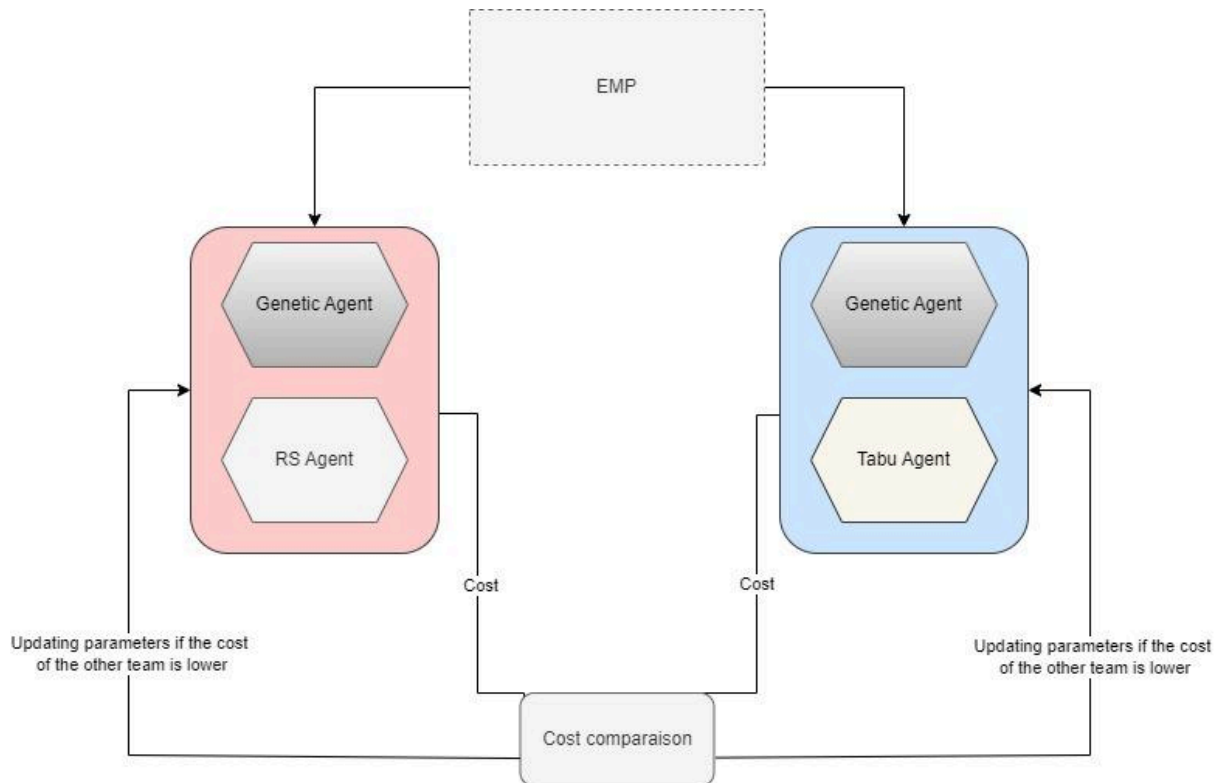 EMP
Genetic Agent
Genetic Agent
RS Agent
Tabu Agent
Cost
Cost
Updating parameters if the cost
of the other team is lower
Updating parameters if the cost
of the other team is lower
Cost comparaison